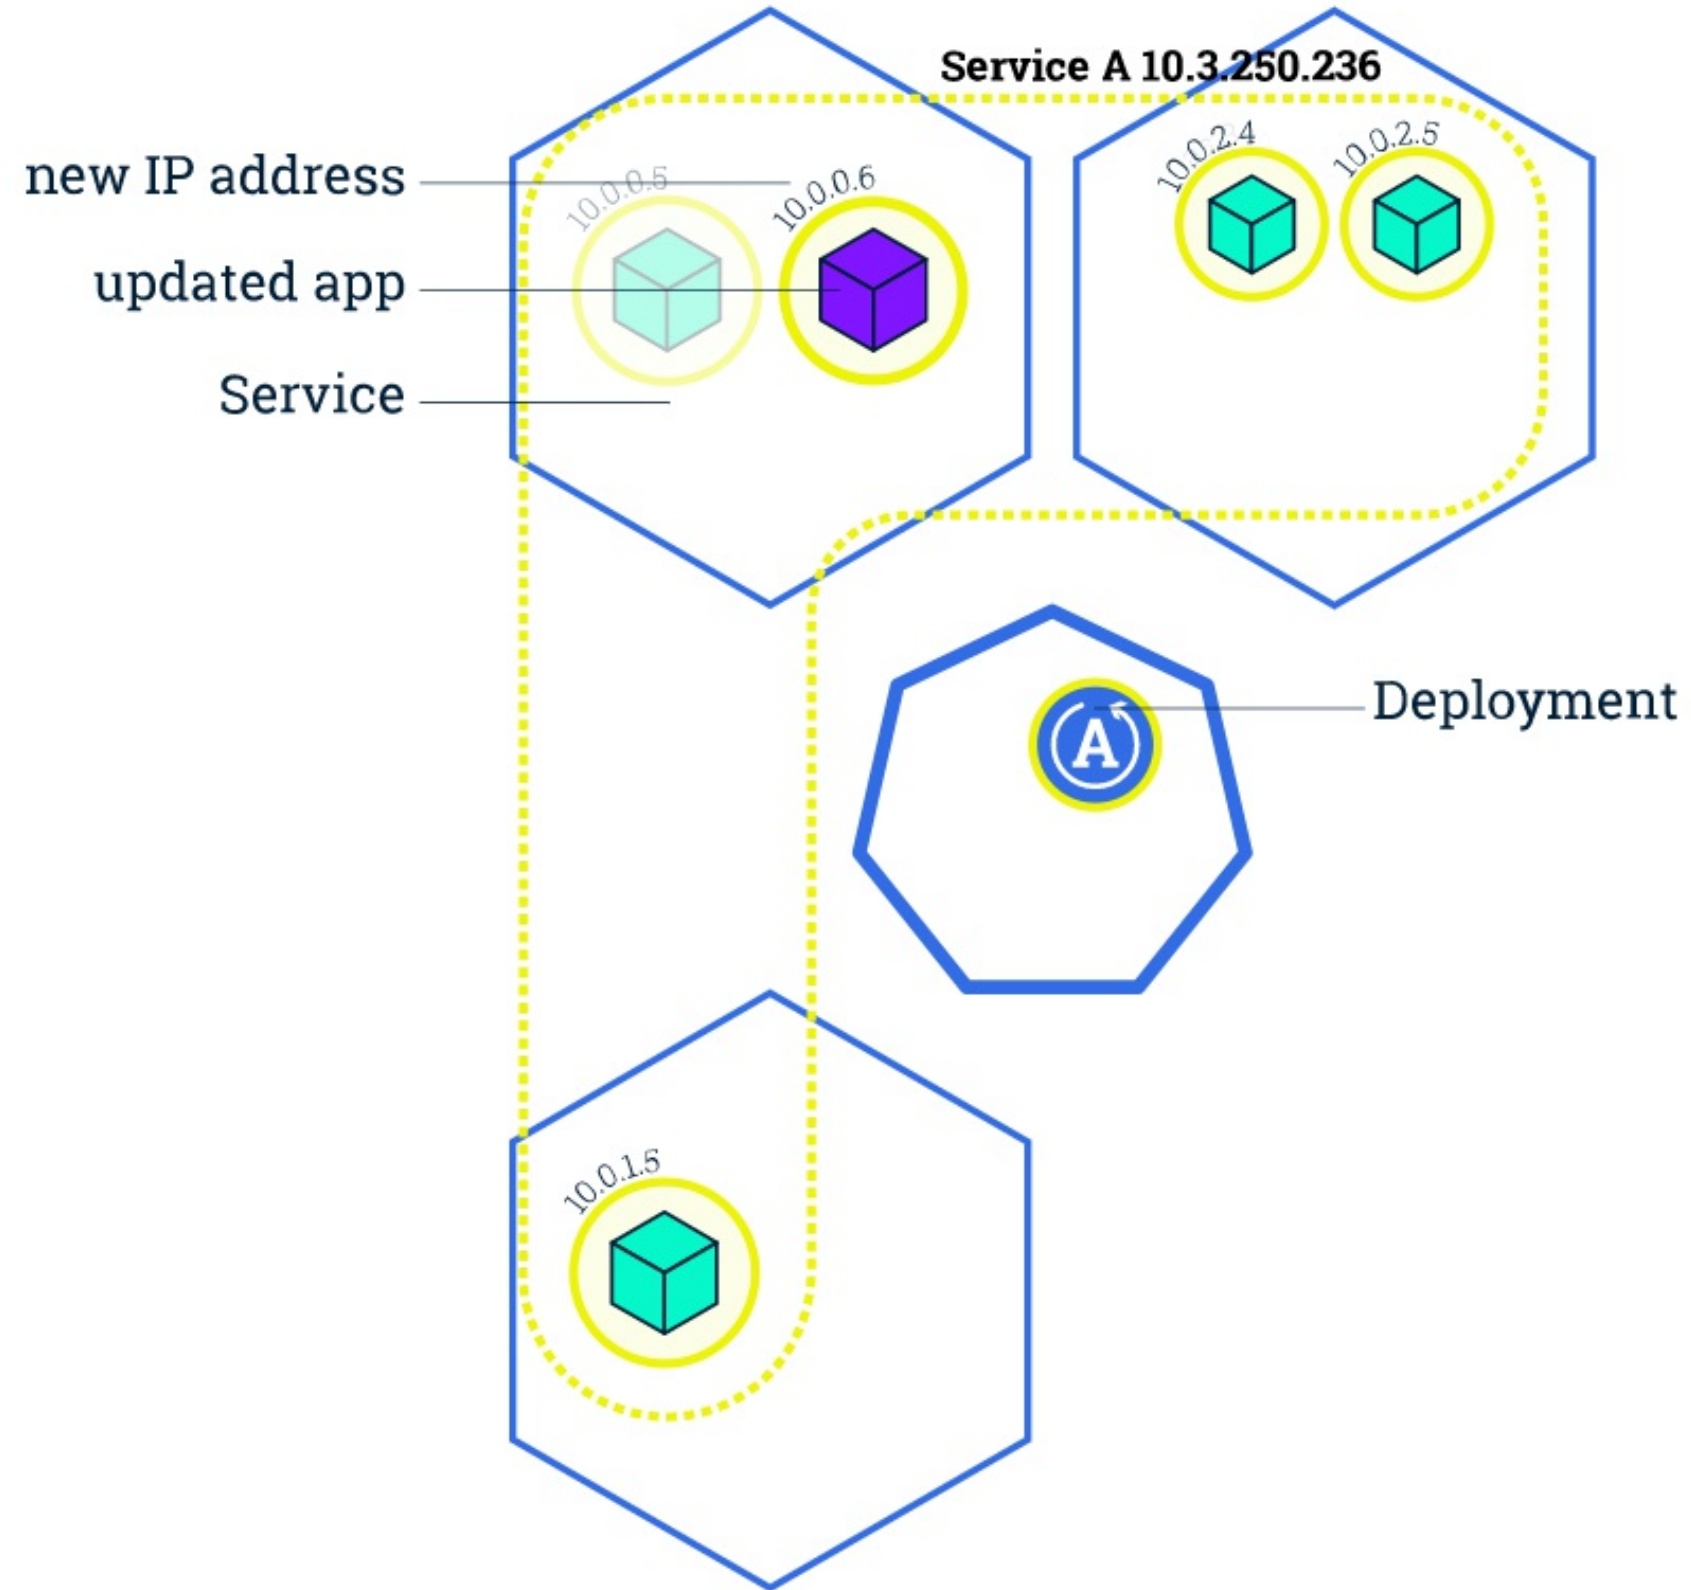 Service A 10.3.250.236
10.0.2.4
10.0.2.5
new IP address
10.0.0.5
10.0.0.6
updated app
Service
A
Deployment
10.0.1.5